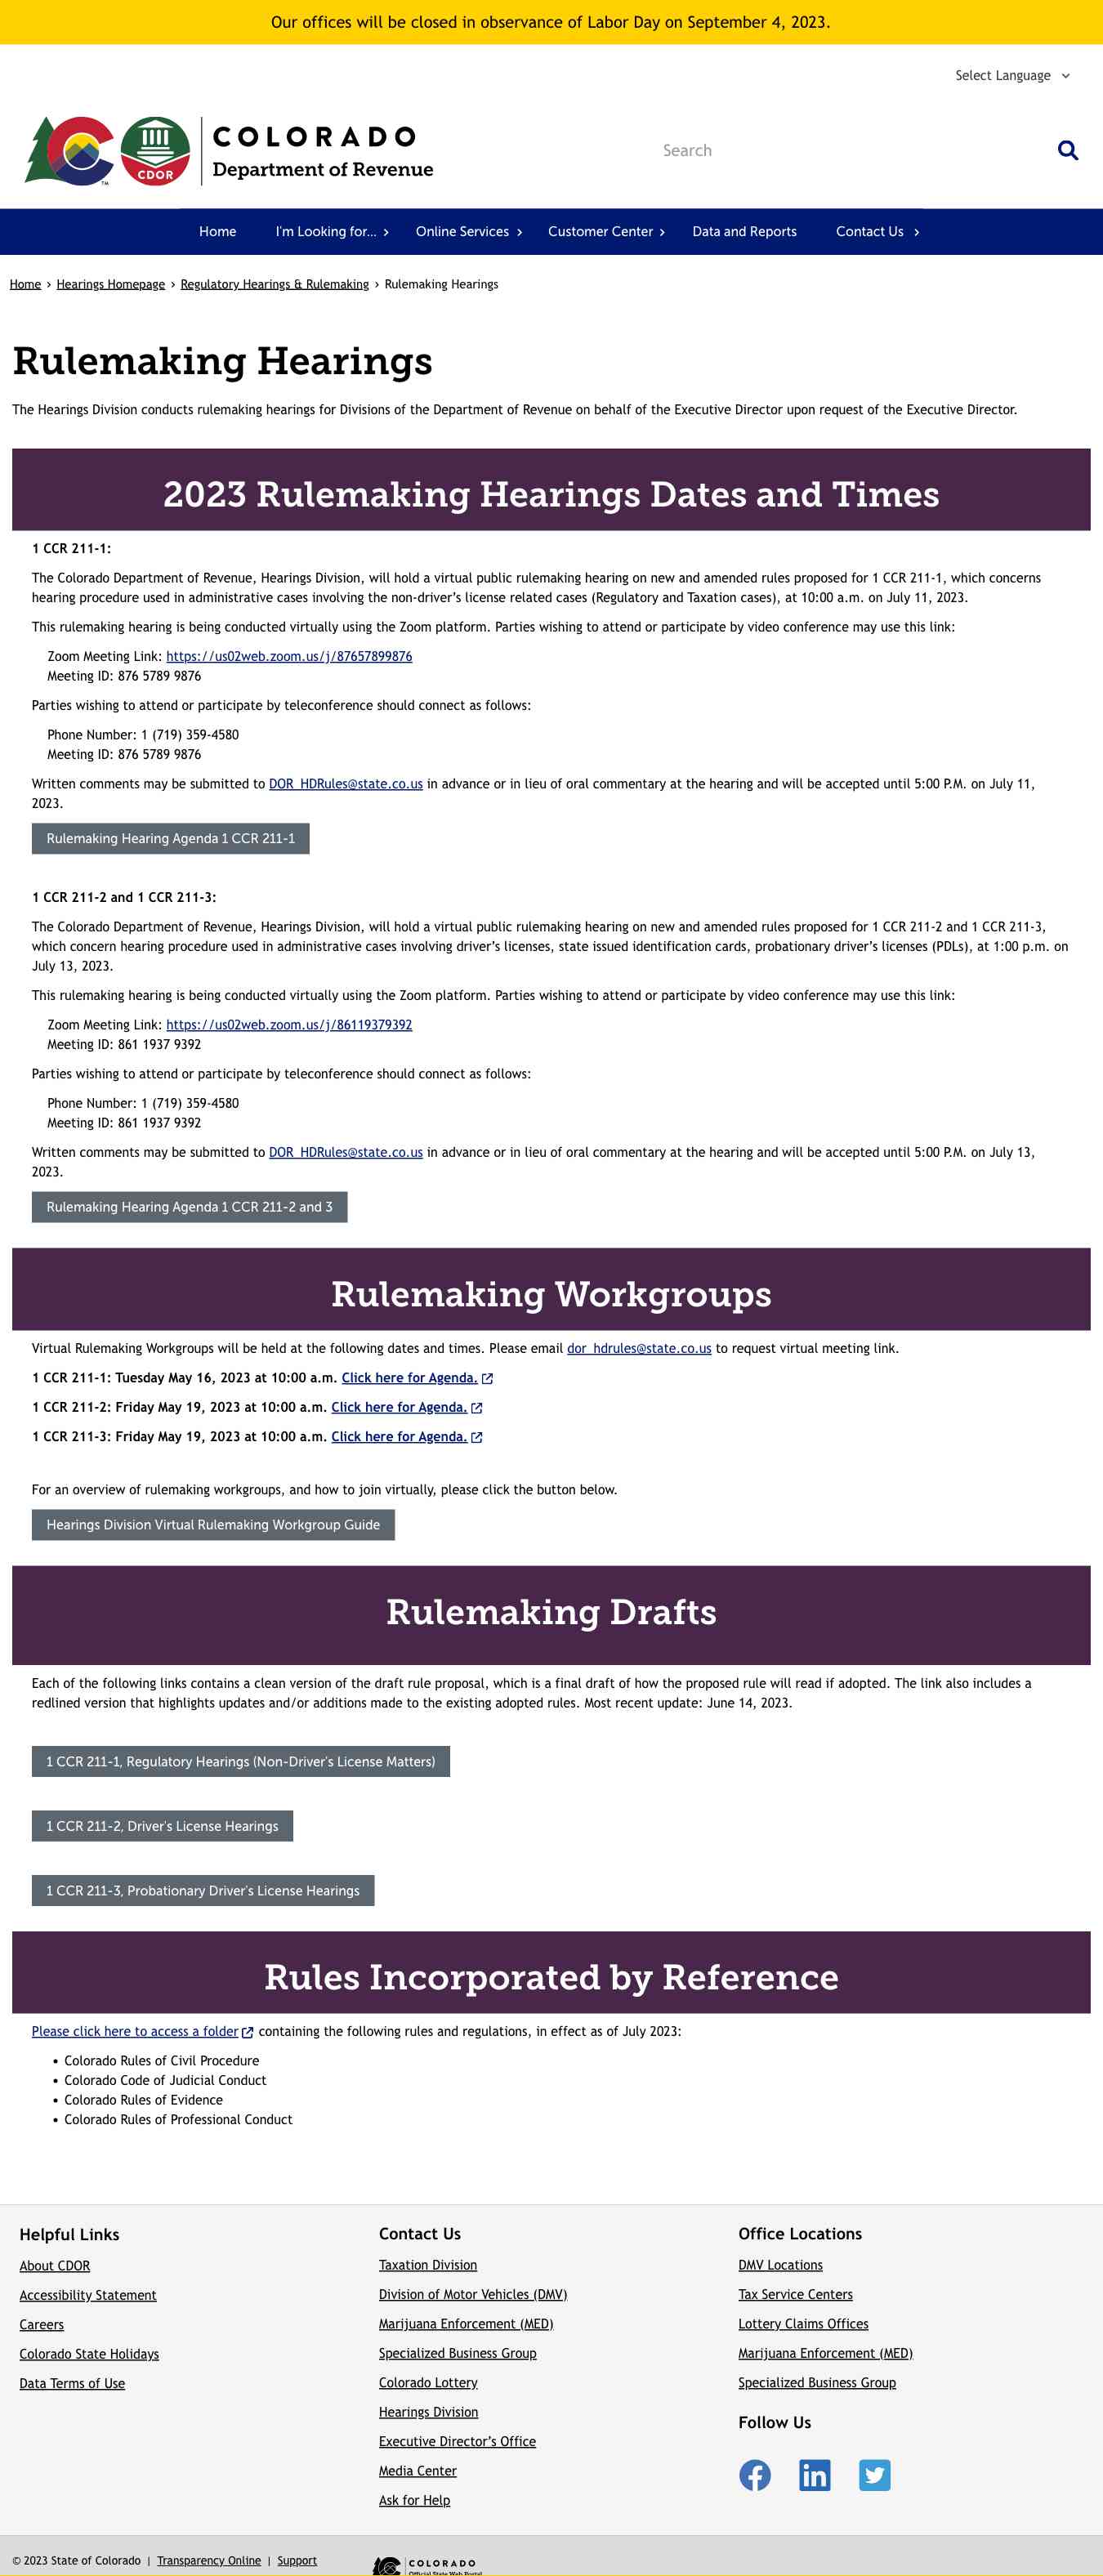 Our offices will be closed in observance of Labor Day on September 4, 2023.
Select Language
CDOR
TM
COLORADO
Department of Revenue
Search
Home I'm Looking for... Online Services Customer Center Data and Reports Contact Us
Home › Hearings Homepage › Regulatory Hearings & Rulemaking › Rulemaking Hearings
Rulemaking Hearings
The Hearings Division conducts rulemaking hearings for Divisions of the Department of Revenue on behalf of the Executive Director upon request of the Executive Director.
2023 Rulemaking Hearings Dates and Times
1 CCR 211-1:
The Colorado Department of Revenue, Hearings Division, will hold a virtual public rulemaking hearing on new and amended rules proposed for 1 CCR 211-1, which concerns
hearing procedure used in administrative cases involving the non-driver's license related cases (Regulatory and Taxation cases), at 10:00 a.m. on July 11, 2023.
This rulemaking hearing is being conducted virtually using the Zoom platform. Parties wishing to attend or participate by video conference may use this link:
Zoom Meeting Link: https://us02web.zoom.us/j/87657899876
Meeting ID: 876 5789 9876
Parties wishing to attend or participate by teleconference should connect as follows:
Phone Number: 1 (719) 359-4580
Meeting ID: 876 5789 9876
Written comments may be submitted to DOR_HDRules@state.co.us in advance or in lieu of oral commentary at the hearing and will be accepted until 5:00 P.M. on July 11,
2023.
Rulemaking Hearing Agenda 1 CCR 211-1
1 CCR 211-2 and 1 CCR 211-3:
The Colorado Department of Revenue, Hearings Division, will hold a virtual public rulemaking hearing on new and amended rules proposed for 1 CCR 211-2 and 1 CCR 211-3,
which concern hearing procedure used in administrative cases involving driver's licenses, state issued identification cards, probationary driver's licenses (PDLs), at 1:00 p.m. on
July 13, 2023.
This rulemaking hearing is being conducted virtually using the Zoom platform. Parties wishing to attend or participate by video conference may use this link:
Zoom Meeting Link: https://us02web.zoom.us/j/86119379392
Meeting ID: 861 1937 9392
Parties wishing to attend or participate by teleconference should connect as follows:
Phone Number: 1 (719) 359-4580
Meeting ID: 861 1937 9392
Written comments may be submitted to DOR_HDRules@state.co.us in advance or in lieu of oral commentary at the hearing and will be accepted until 5:00 P.M. on July 13,
2023.
Rulemaking Hearing Agenda 1 CCR 211-2 and 3
Rulemaking Workgroups
Virtual Rulemaking Workgroups will be held at the following dates and times. Please email dor_hdrules@state.co.us to request virtual meeting link.
1 CCR 211-1: Tuesday May 16, 2023 at 10:00 a.m. Click here for Agenda.
1 CCR 211-2: Friday May 19, 2023 at 10:00 a.m. Click here for Agenda.
1 CCR 211-3: Friday May 19, 2023 at 10:00 a.m. Click here for Agenda.
For an overview of rulemaking workgroups, and how to join virtually, please click the button below.
Hearings Division Virtual Rulemaking Workgroup Guide
Rulemaking Drafts
Each of the following links contains a clean version of the draft rule proposal, which is a final draft of how the proposed rule will read if adopted. The link also includes a
redlined version that highlights updates and/or additions made to the existing adopted rules. Most recent update: June 14, 2023.
1 CCR 211-1, Regulatory Hearings (Non-Driver's License Matters)
1 CCR 211-2, Driver's License Hearings
1 CCR 211-3, Probationary Driver's License Hearings
Rules Incorporated by Reference
Please click here to access a folder containing the following rules and regulations, in effect as of July 2023:
• Colorado Rules of Civil Procedure
• Colorado Code of Judicial Conduct
• Colorado Rules of Evidence
• Colorado Rules of Professional Conduct
Helpful Links
About CDOR
Accessibility Statement
Careers
Colorado State Holidays
Data Terms of Use
Contact Us
Taxation Division
Division of Motor Vehicles (DMV)
Marijuana Enforcement (MED)
Specialized Business Group
Colorado Lottery
Hearings Division
Executive Director's Office
Media Center
Ask for Help
Office Locations
DMV Locations
Tax Service Centers
Lottery Claims Offices
Marijuana Enforcement (MED)
Specialized Business Group
Follow Us
© 2023 State of Colorado | Transparency Online | Support
COLORADO
Official State Web Portal